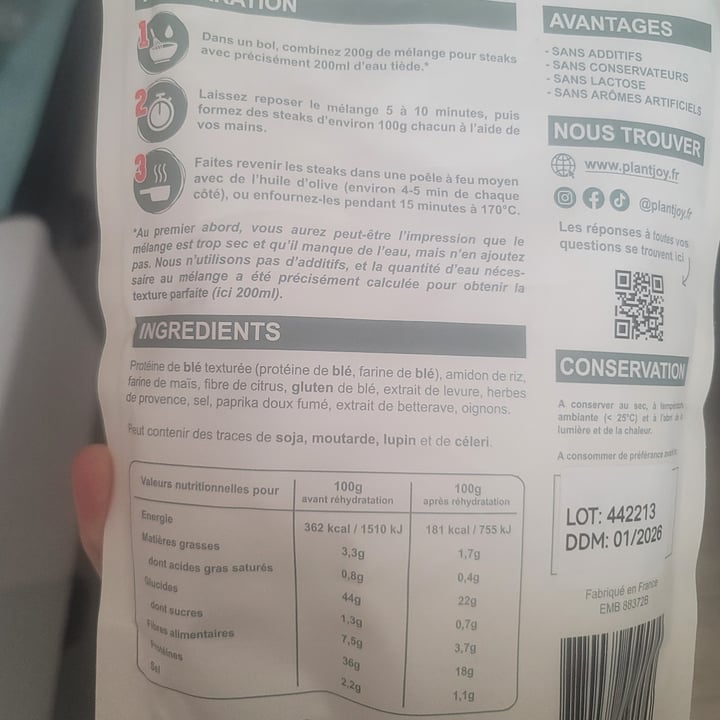 1 Dans un bol, combinez 200g de mélange pour steaks
avec précisément 200ml d'eau tiède.*
2 Laissez reposer le mélange 5 à 10 minutes, puis
formez des steaks d'environ 100g chacun à l'aide de
vos mains.
3 Faites revenir les steaks dans une poêle à feu moyen
avec de l'huile d'olive (environ 4-5 min de chaque
côté), ou enfournez-les pendant 15 minutes à 170°C.
*Au premier abord, vous aurez peut-être l'impression que le
mélange est trop sec et qu'il manque de l'eau, mais n'en ajoutez
pas. Nous n'utilisons pas d'additifs, et la quantité d'eau néces-
saire au mélange a été précisément calculée pour obtenir la
texture parfaite (ici 200ml).
INGREDIENTS
Protéine de blé texturée (protéine de blé, farine de blé), amidon de riz,
farine de maïs, fibre de citrus, gluten de blé, extrait de levure, herbes
de provence, sel, paprika doux fumé, extrait de betterave, oignons.
Peut contenir des traces de soja, moutarde, lupin et de céleri.
Valeurs nutritionnelles pour 100g avant réhydratation 100g après réhydratation
Energie 362 kcal / 1510 kJ 181 kcal / 755 kJ
Matières grasses 3,3g 1,7g
dont acides gras saturés 0,8g 0,4g
Glucides 44g 22g
dont sucres 1,3g 0,7g
Fibres alimentaires 7,5g 3,7g
Protéines 36g 18g
Sel 2,2g 1,1g
AVANTAGES
- SANS ADDITIFS
- SANS CONSERVATEURS
- SANS LACTOSE
- SANS ARÔMES ARTIFICIELS
NOUS TROUVER
www.plantjoy.fr
@plantjoy.fr
Les réponses à toutes vos
questions se trouvent ici
CONSERVATION
A conserver au sec, à température
ambiante (< 25°C) et à l'abri de la
lumière et de la chaleur.
A consommer de préférence avant
LOT: 442213
DDM: 01/2026
Fabriqué en France
EMB 88372B